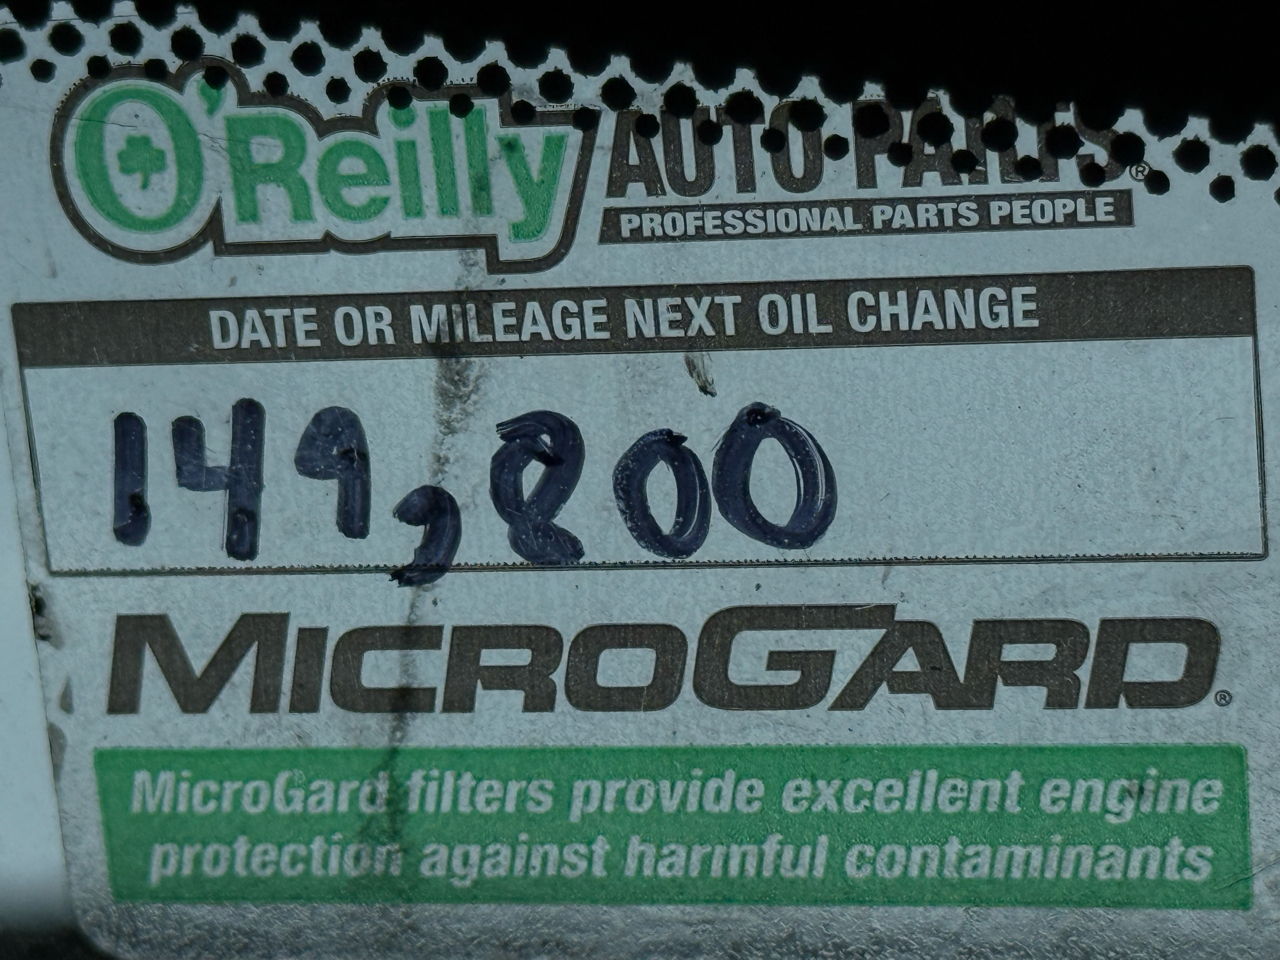 O'Reilly AUTO PARTS®
PROFESSIONAL PARTS PEOPLE
DATE OR MILEAGE NEXT OIL CHANGE
149,800
MICROGARD®
MicroGard filters provide excellent engine
protection against harmful contaminants